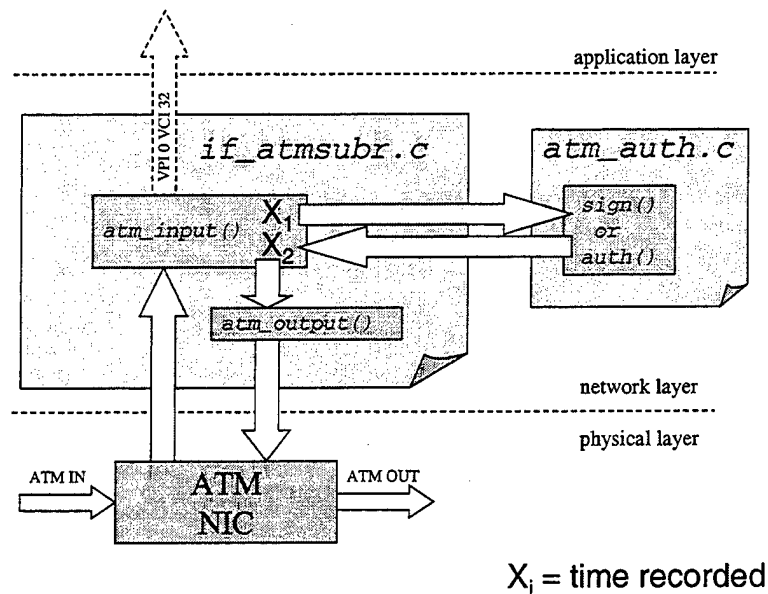 application layer
VPI 0 VCI 32
if_atmsubr.c
atm_auth.c
atm_input()
X1
X2
sign()
or
auth()
atm_output()
network layer
physical layer
ATM IN
ATM
NIC
ATM OUT
Xi = time recorded